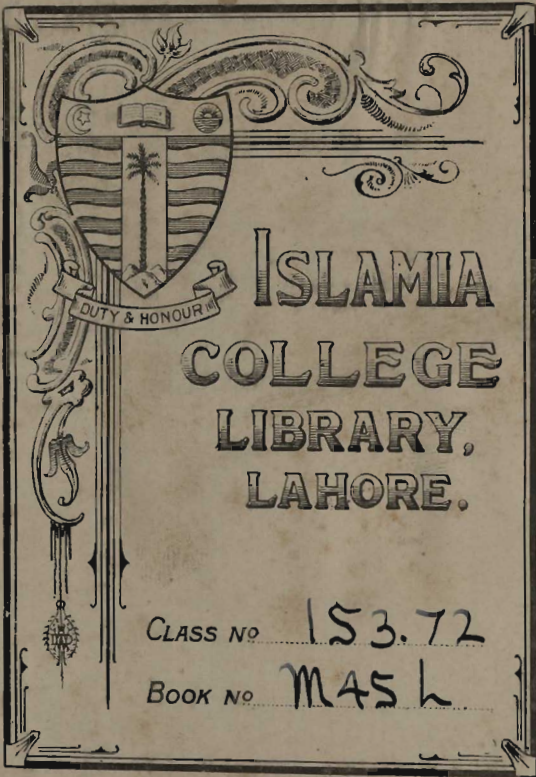 DUTY & HONOUR
ISLAMIA
COLLEGE
LIBRARY,
LAHORE.
CLASS No 153.72
BOOK No M45L